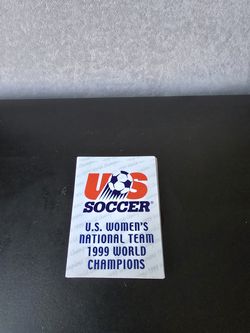 US
SOCCER®
U.S. WOMEN'S
NATIONAL TEAM
1999 WORLD
CHAMPIONS